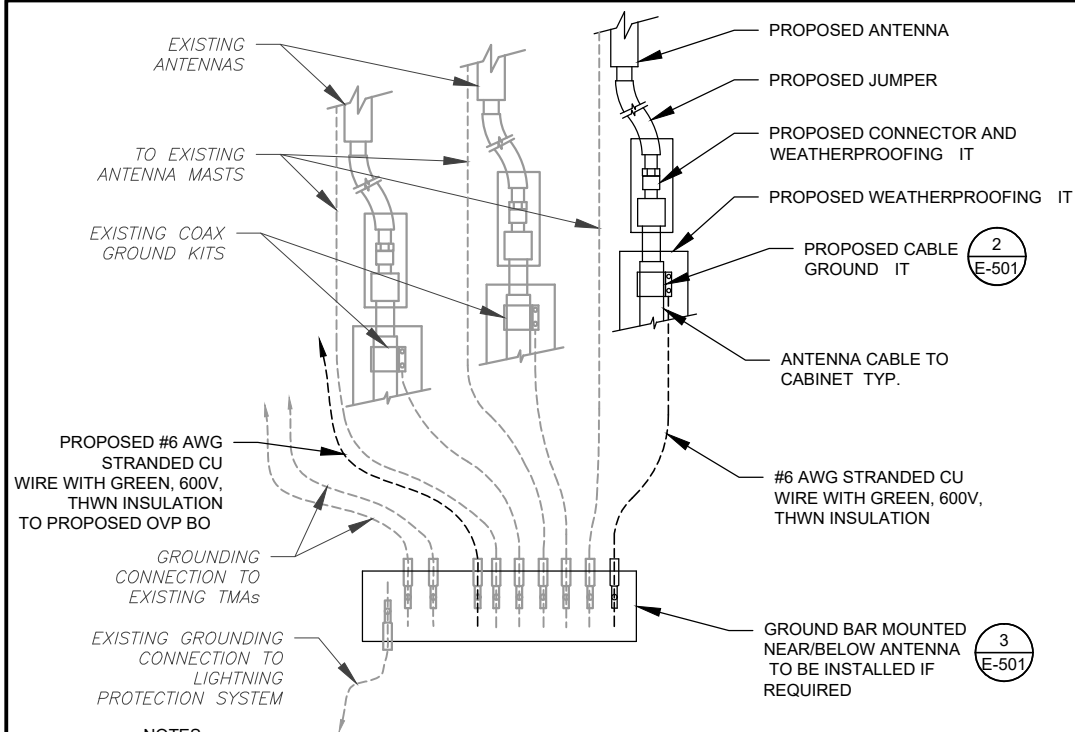 EXISTING
ANTENNAS
TO EXISTING
ANTENNA MASTS
EXISTING COAX
GROUND KITS
PROPOSED #6 AWG
STRANDED CU
WIRE WITH GREEN, 600V,
THWN INSULATION
TO PROPOSED OVP BO
GROUNDING
CONNECTION TO
EXISTING TMAs
EXISTING GROUNDING
CONNECTION TO
LIGHTNING
PROTECTION SYSTEM
NOTES
PROPOSED ANTENNA
PROPOSED JUMPER
PROPOSED CONNECTOR AND
WEATHERPROOFING IT
PROPOSED WEATHERPROOFING IT
PROPOSED CABLE
GROUND IT
2
E-501
ANTENNA CABLE TO
CABINET TYP.
#6 AWG STRANDED CU
WIRE WITH GREEN, 600V,
THWN INSULATION
GROUND BAR MOUNTED
NEAR/BELOW ANTENNA
TO BE INSTALLED IF
REQUIRED
3
E-501